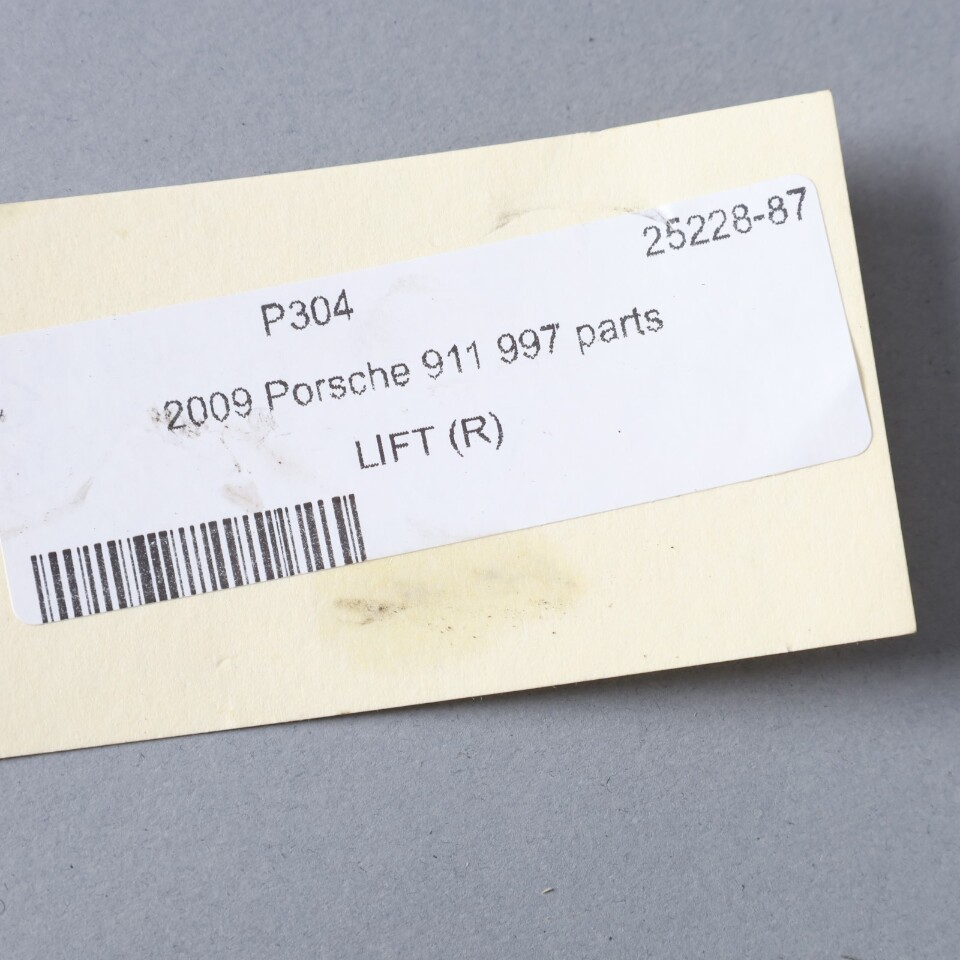 25228-87
P304
2009 Porsche 911 997 parts
LIFT (R)